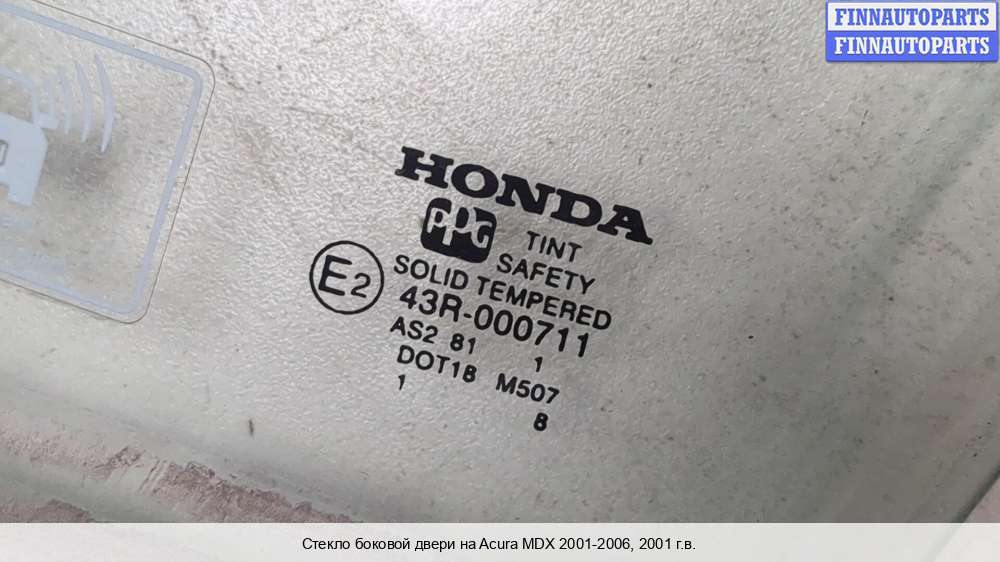 FINNAUTOPARTS
FINNAUTOPARTS
HONDA
PPG TINT
SAFETY
SOLID TEMPERED
E2 43R-000711
AS2 81 1
DOT18 M507
1 8
Стекло боковой двери на Acura MDX 2001-2006, 2001 г.в.